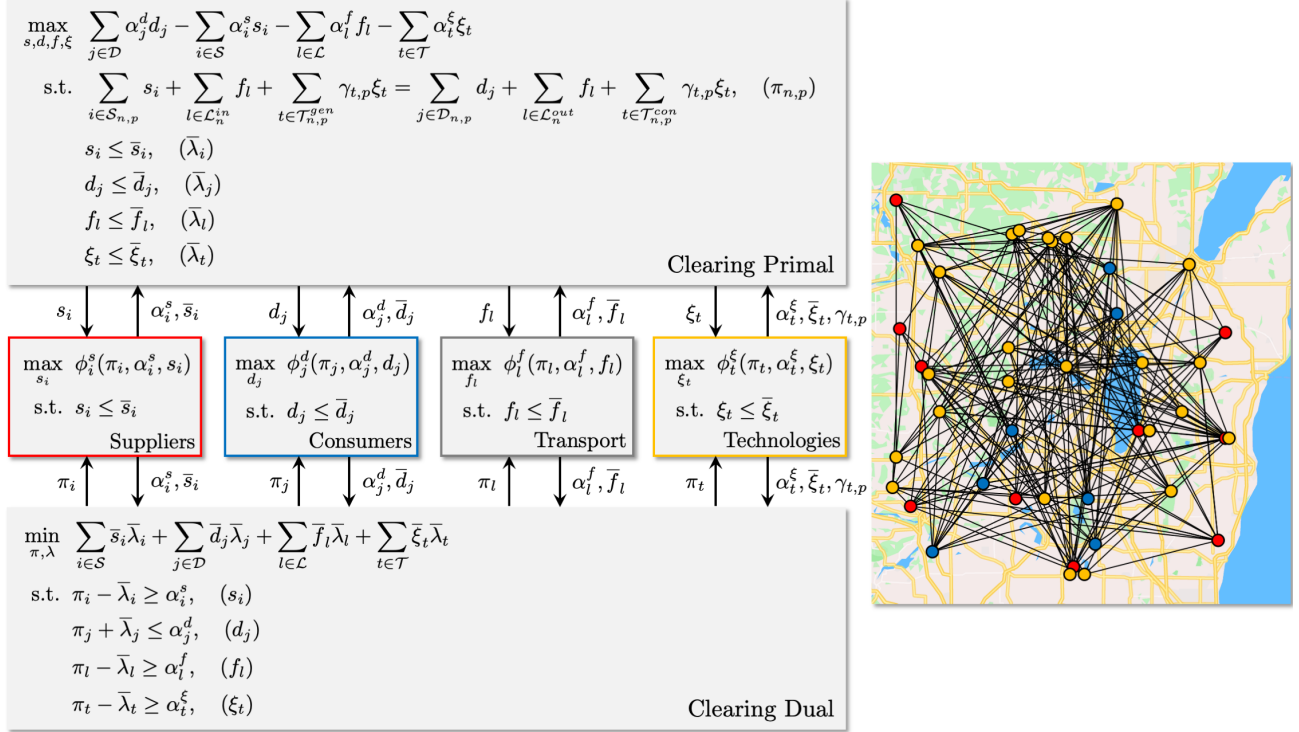 max_{s,d,f,ξ} ∑_{j∈𝒟} α_j^d d_j − ∑_{i∈𝒮} α_i^s s_i − ∑_{l∈ℒ} α_l^f f_l − ∑_{t∈𝒯} α_t^ξ ξ_t
s.t. ∑_{i∈𝒮_{n,p}} s_i + ∑_{l∈ℒ_n^{in}} f_l + ∑_{t∈𝒯_{n,p}^{gen}} γ_{t,p} ξ_t = ∑_{j∈𝒟_{n,p}} d_j + ∑_{l∈ℒ_n^{out}} f_l + ∑_{t∈𝒯_{n,p}^{con}} γ_{t,p} ξ_t, (π_{n,p})
s_i ≤ s̅_i, (λ̅_i)
d_j ≤ d̅_j, (λ̅_j)
f_l ≤ f̅_l, (λ̅_l)
ξ_t ≤ ξ̅_t, (λ̅_t)
Clearing Primal
s_i α_i^s, s̅_i d_j α_j^d, d̅_j f_l α_l^f, f̅_l ξ_t α_t^ξ, ξ̅_t, γ_{t,p}
max_{s_i} φ_i^s(π_i, α_i^s, s_i)
s.t. s_i ≤ s̅_i
Suppliers
max_{d_j} φ_j^d(π_j, α_j^d, d_j)
s.t. d_j ≤ d̅_j
Consumers
max_{f_l} φ_l^f(π_l, α_l^f, f_l)
s.t. f_l ≤ f̅_l
Transport
max_{ξ_t} φ_t^ξ(π_t, α_t^ξ, ξ_t)
s.t. ξ_t ≤ ξ̅_t
Technologies
π_i α_i^s, s̅_i π_j α_j^d, d̅_j π_l α_l^f, f̅_l π_t α_t^ξ, ξ̅_t, γ_{t,p}
min_{π,λ} ∑_{i∈𝒮} s̅_i λ̅_i + ∑_{j∈𝒟} d̅_j λ̅_j + ∑_{l∈ℒ} f̅_l λ̅_l + ∑_{t∈𝒯} ξ̅_t λ̅_t
s.t. π_i − λ̅_i ≥ α_i^s, (s_i)
π_j + λ̅_j ≤ α_j^d, (d_j)
π_l − λ̅_l ≥ α_l^f, (f_l)
π_t − λ̅_t ≥ α_t^ξ, (ξ_t)
Clearing Dual